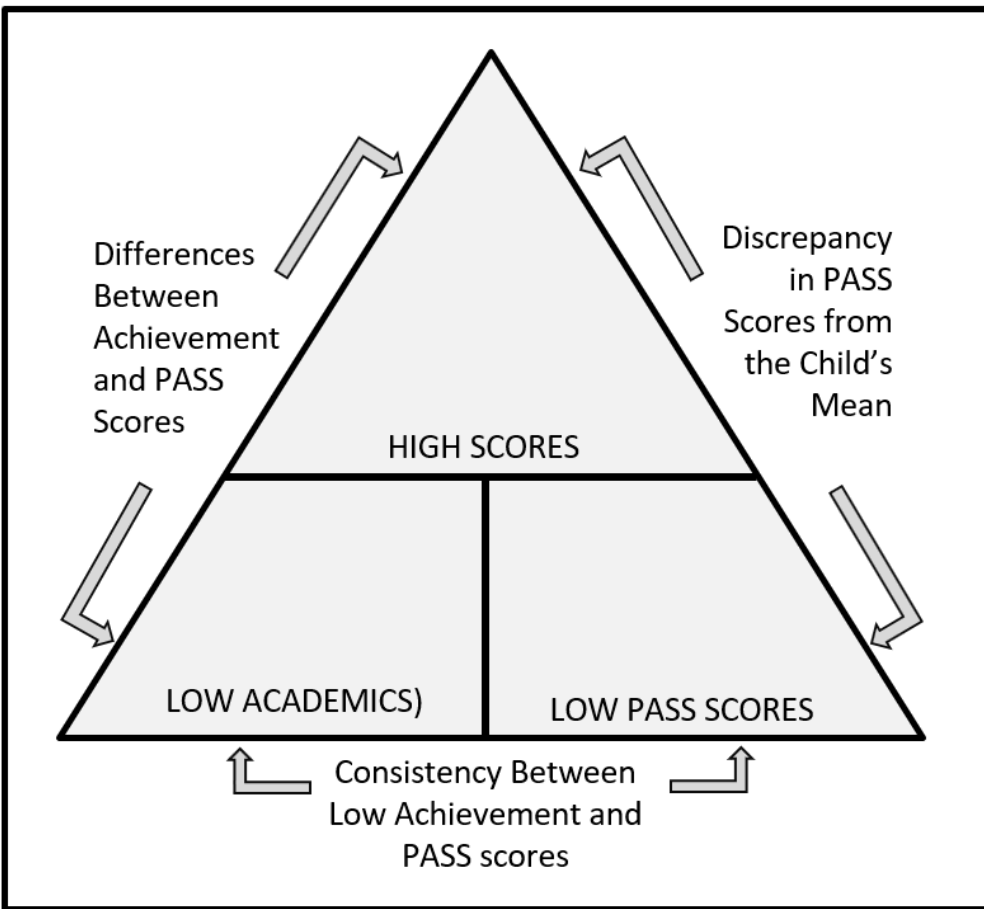 Differences
Between
Achievement
and PASS
Scores
Discrepancy
in PASS
Scores from
the Child's
Mean
HIGH SCORES
LOW ACADEMICS)
LOW PASS SCORES
Consistency Between
Low Achievement and
PASS scores